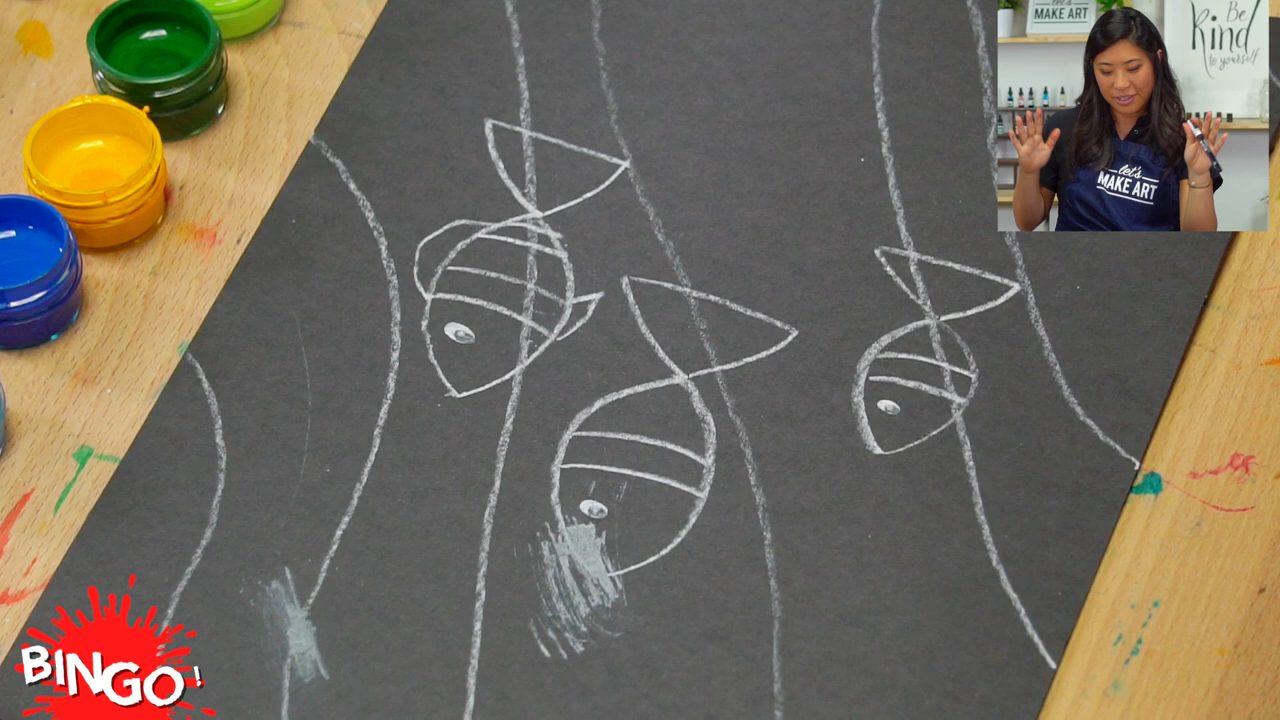 let's
MAKE ART
Be
Kind
to yourself
let's
MAKE ART
BINGO!